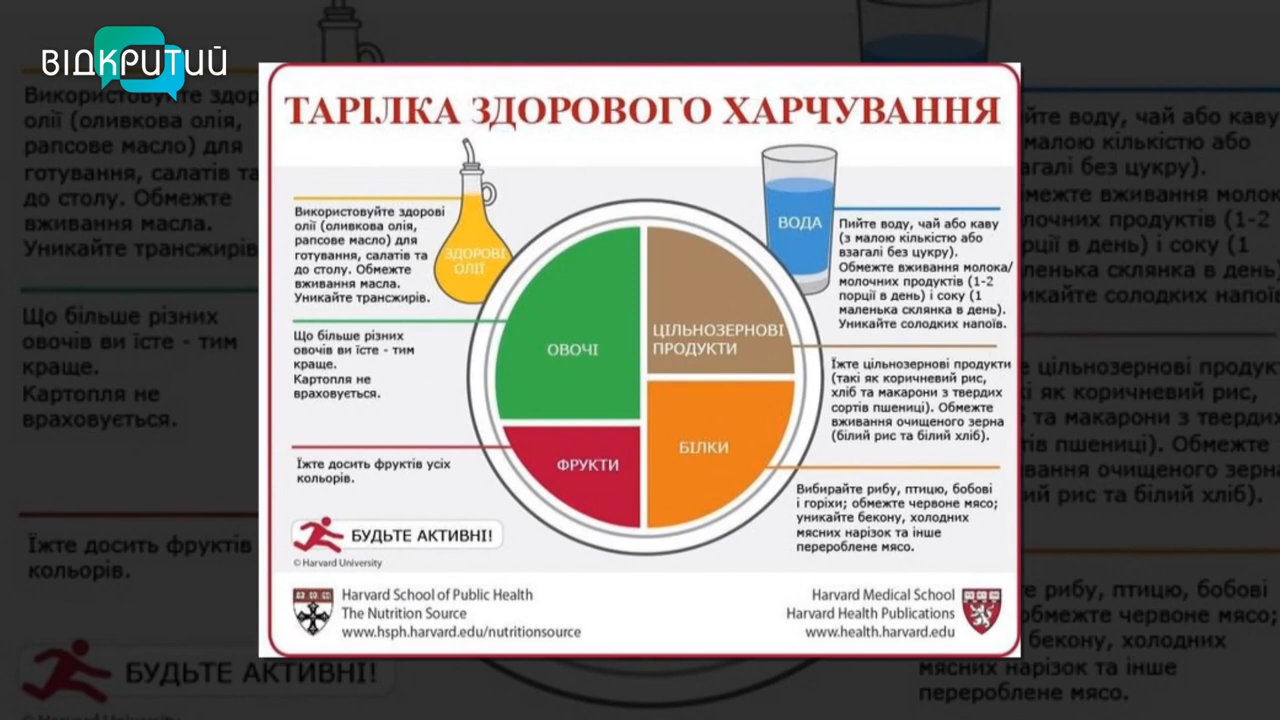 ВІДКРИТИЙ
ТАРІЛКА ЗДОРОВОГО ХАРЧУВАННЯ
Використовуйте здорові
олії (оливкова олія,
рапсове масло) для
готування, салатів та
до столу. Обмежте
вживання масла.
Уникайте трансжирів.
ЗДОРОВІ
ОЛІЇ
Що більше різних
овочів ви їсте - тим
краще.
Картопля не
враховується.
Їжте досить фруктів усіх
кольорів.
БУДЬТЕ АКТИВНІ!
© Harvard University
ОВОЧІ
ФРУКТИ
ЦІЛЬНОЗЕРНОВІ
ПРОДУКТИ
БІЛКИ
ВОДА
Пийте воду, чай або каву
(з малою кількістю або
взагалі без цукру).
Обмежте вживання молока/
молочних продуктів (1-2
порції в день) і соку (1
маленька склянка в день).
Уникайте солодких напоїв.
Їжте цільнозернові продукти
(такі як коричневий рис,
хліб та макарони з твердих
сортів пшениці). Обмежте
вживання очищеного зерна
(білий рис та білий хліб).
Вибирайте рибу, птицю, бобові
і горіхи; обмежте червоне мясо;
уникайте бекону, холодних
мясних нарізок та інше
перероблене мясо.
Harvard School of Public Health
The Nutrition Source
www.hsph.harvard.edu/nutritionsource
Harvard Medical School
Harvard Health Publications
www.health.harvard.edu